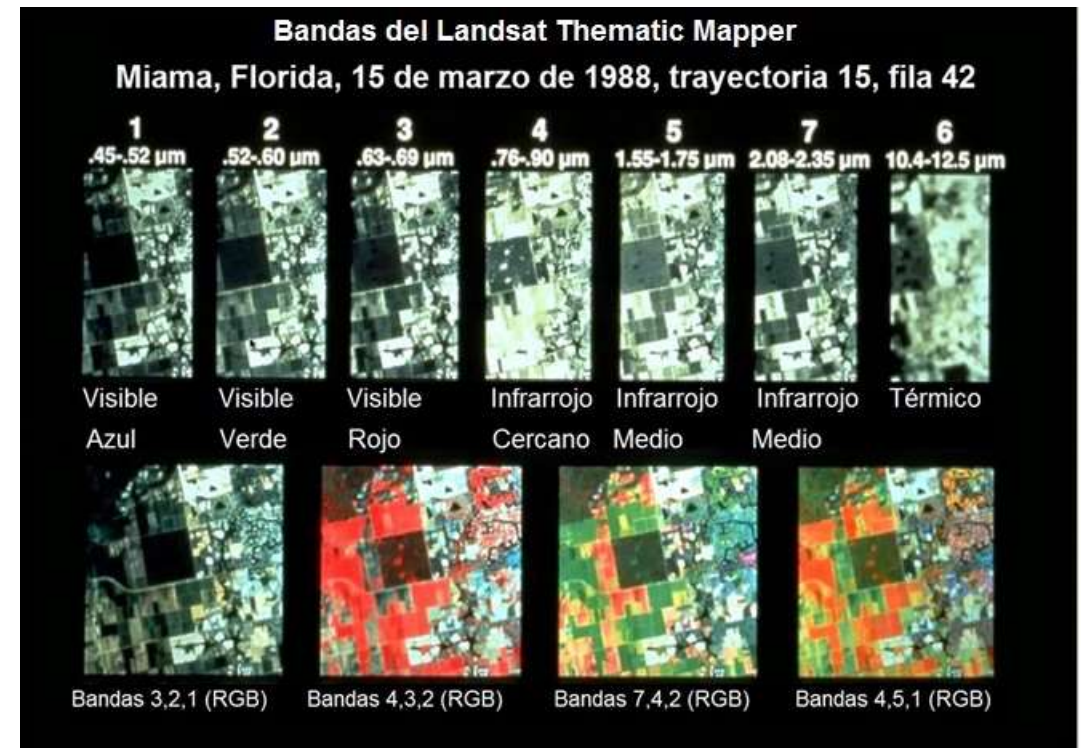 Bandas del Landsat Thematic Mapper
Miama, Florida, 15 de marzo de 1988, trayectoria 15, fila 42
1 2 3 4 5 7 6
.45-.52 µm .52-.60 µm .63-.69 µm .76-.90 µm 1.55-1.75 µm 2.08-2.35 µm 10.4-12.5 µm
Visible Visible Visible Infrarrojo Infrarrojo Infrarrojo Térmico
Azul Verde Rojo Cercano Medio Medio
Bandas 3,2,1 (RGB) Bandas 4,3,2 (RGB) Bandas 7,4,2 (RGB) Bandas 4,5,1 (RGB)